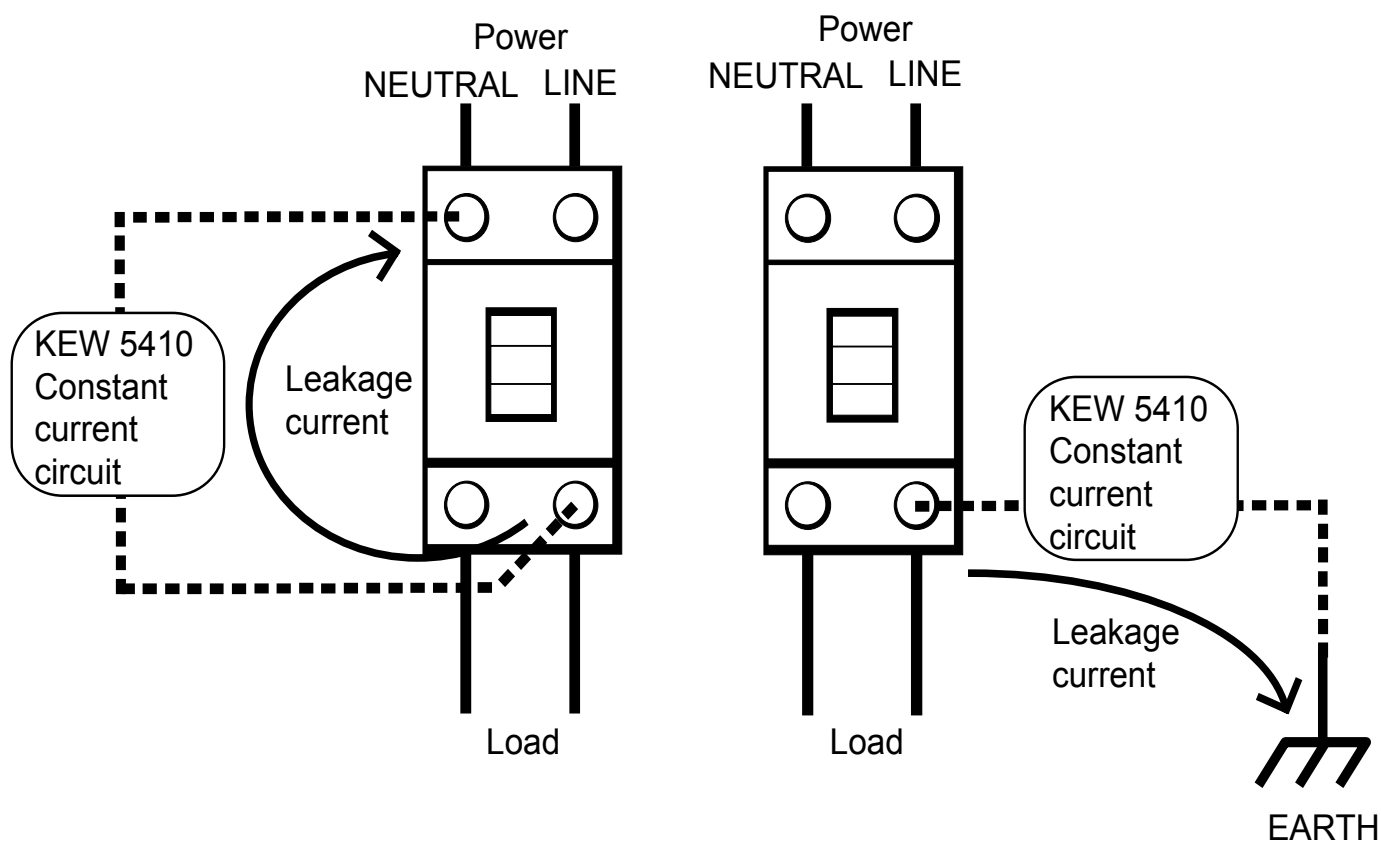 Power
NEUTRAL LINE
KEW 5410
Constant
current
circuit
Leakage
current
Load
Power
NEUTRAL LINE
KEW 5410
Constant
current
circuit
Leakage
current
Load
EARTH